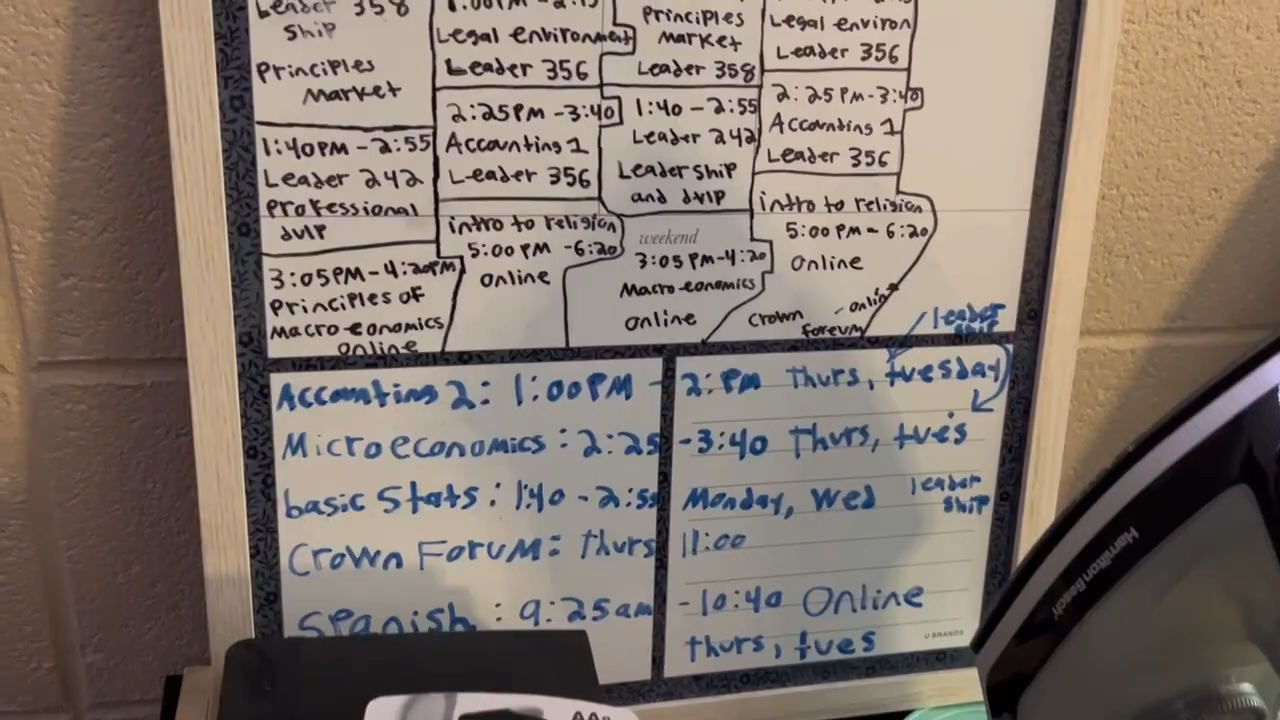 Leader 358
Ship
Principles
Market
1:40PM - 2:55
Leader 242
Professional
dvlP
3:05PM-4:20PM
Principles of
Macro-economics
online
Legal environment
Leader 356
2:25PM -3:40
Accounting 1
Leader 356
intro to religion
5:00 PM -6:20
online
Principles
Market
Leader 358
1:40 - 2:55
Leader 242
Leadership
and dvlP
weekend
3:05 PM-4:20
Macro-economics
online
Legal environ
Leader 356
2:25PM-3:40
Accounting 1
Leader 356
intro to religion
5:00 PM- 6:20
online
Crown - online
forevm
leader
ship
Accounting 2: 1:00PM - 2:PM Thurs, tuesday
Microeconomics : 2:25 -3:40 Thurs, tues
basic Stats : 1:40 - 2:55 Monday, Wed leader
ship
Crown ForuM: thurs 11:00
Spanish : 9:25am -10:40 Online
thurs, tues
U BRANDS
Hamilton Beach